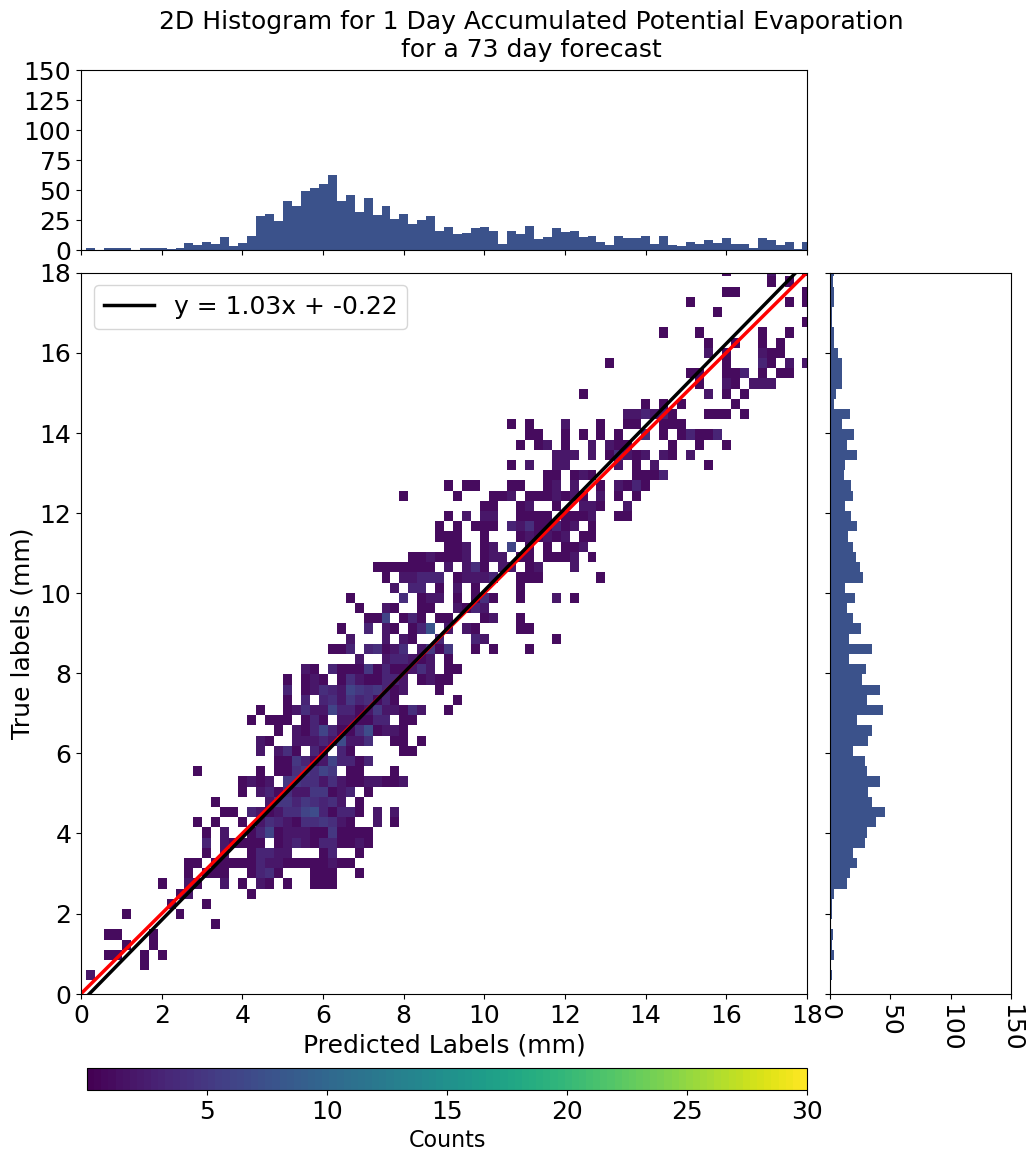 2D Histogram for 1 Day Accumulated Potential Evaporation
for a 73 day forecast
150
125
100
75
50
25
0
18
16
14
12
10
8
6
4
2
0
True labels (mm)
y = 1.03x + -0.22
0 2 4 6 8 10 12 14 16 18
Predicted Labels (mm)
0 50 100 150
5 10 15 20 25 30
Counts